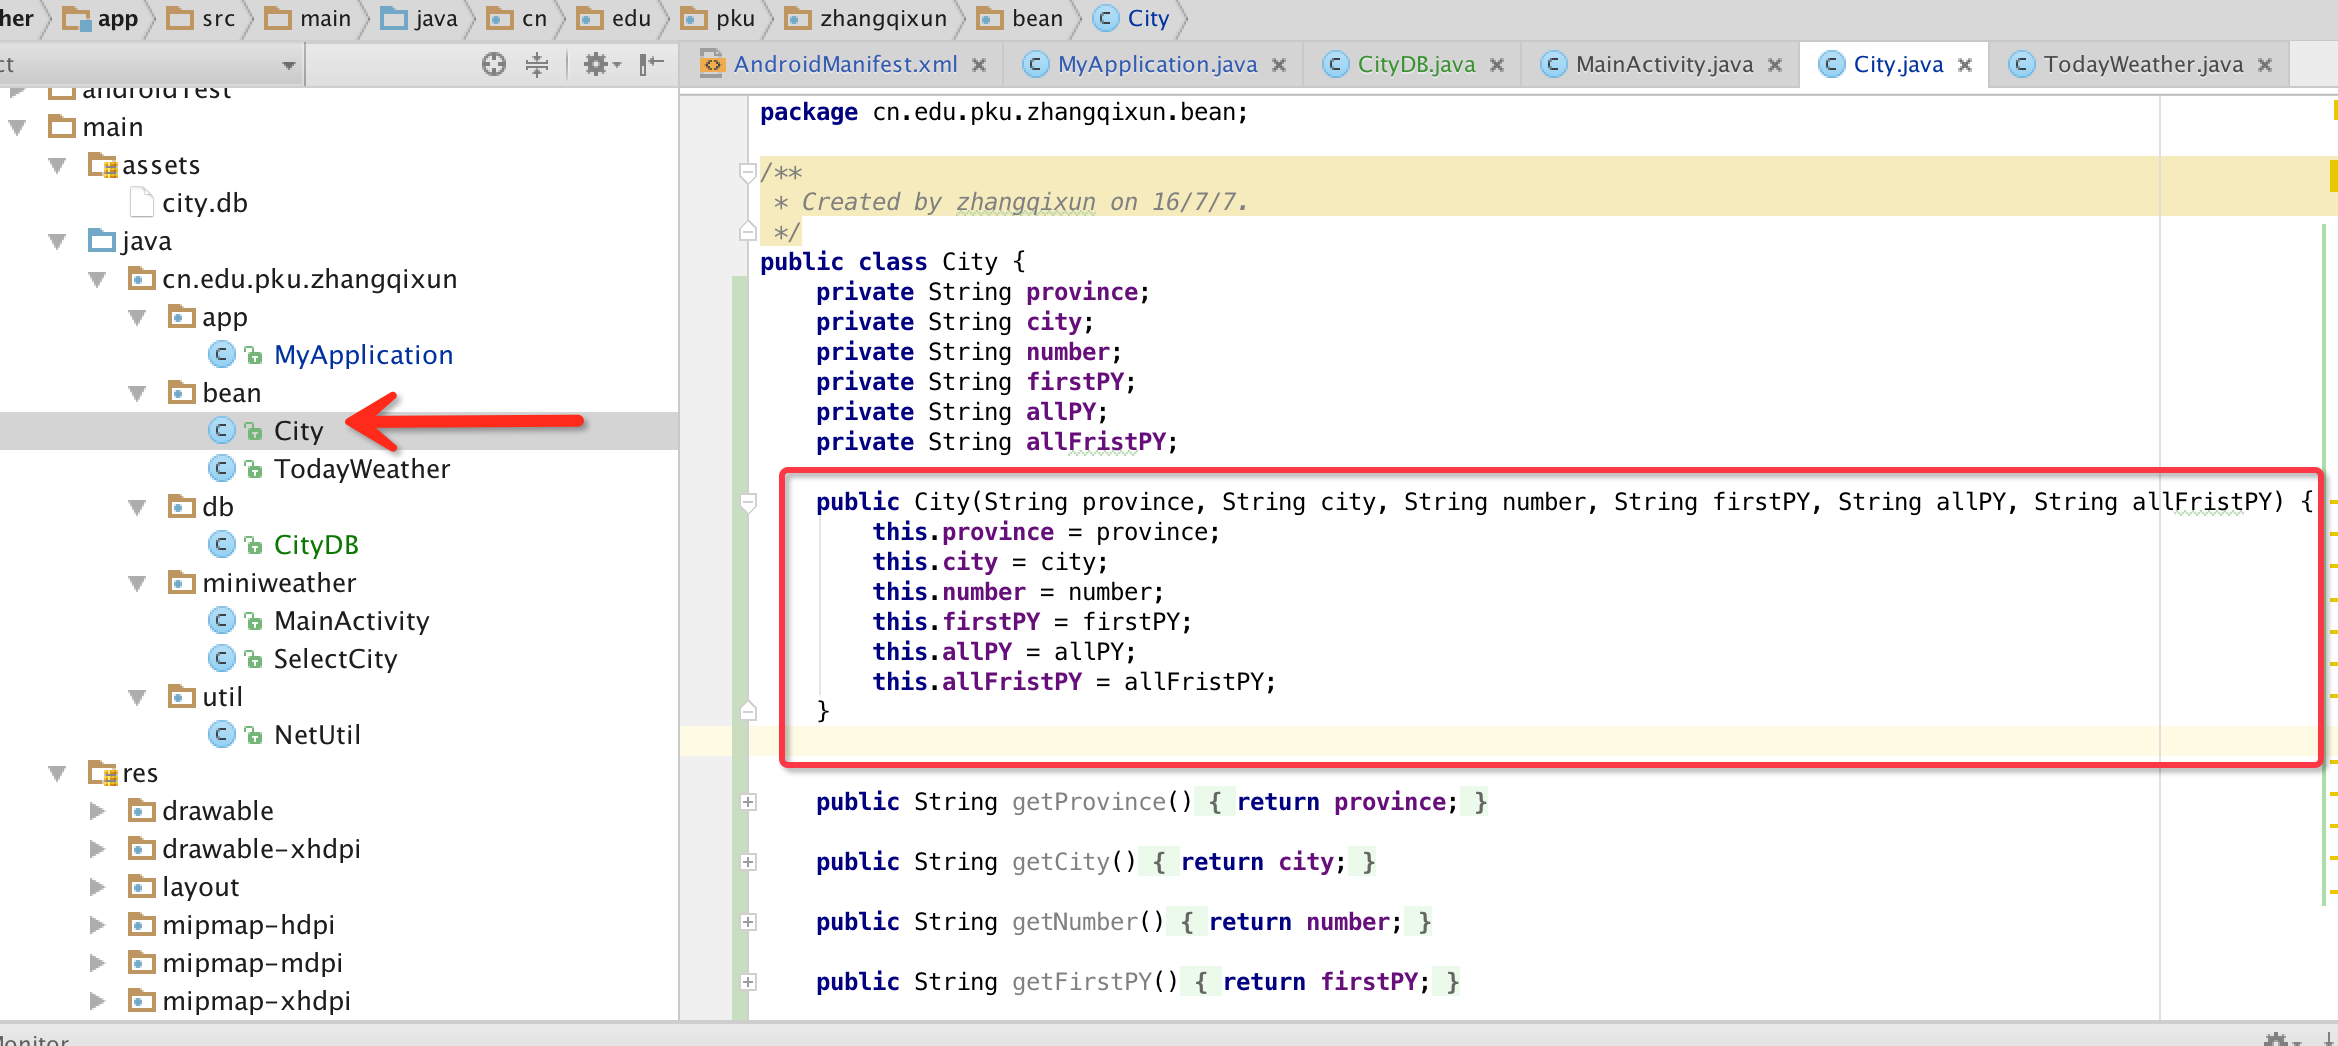 her app src main java cn edu pku zhangqixun bean City
ct
AndroidManifest.xml MyApplication.java CityDB.java MainActivity.java City.java TodayWeather.java
androidTest
main
assets
city.db
java
cn.edu.pku.zhangqixun
app
MyApplication
bean
City
TodayWeather
db
CityDB
miniweather
MainActivity
SelectCity
util
NetUtil
res
drawable
drawable-xhdpi
layout
mipmap-hdpi
mipmap-mdpi
mipmap-xhdpi
package cn.edu.pku.zhangqixun.bean;
/**
* Created by zhangqixun on 16/7/7.
*/
public class City {
private String province;
private String city;
private String number;
private String firstPY;
private String allPY;
private String allFristPY;
public City(String province, String city, String number, String firstPY, String allPY, String allFristPY) {
this.province = province;
this.city = city;
this.number = number;
this.firstPY = firstPY;
this.allPY = allPY;
this.allFristPY = allFristPY;
}
public String getProvince() { return province; }
public String getCity() { return city; }
public String getNumber() { return number; }
public String getFirstPY() { return firstPY; }
Monitor